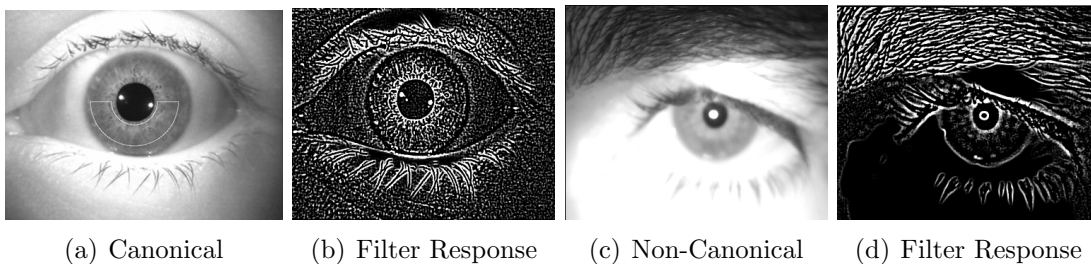 (a) Canonical
(b) Filter Response
(c) Non-Canonical
(d) Filter Response